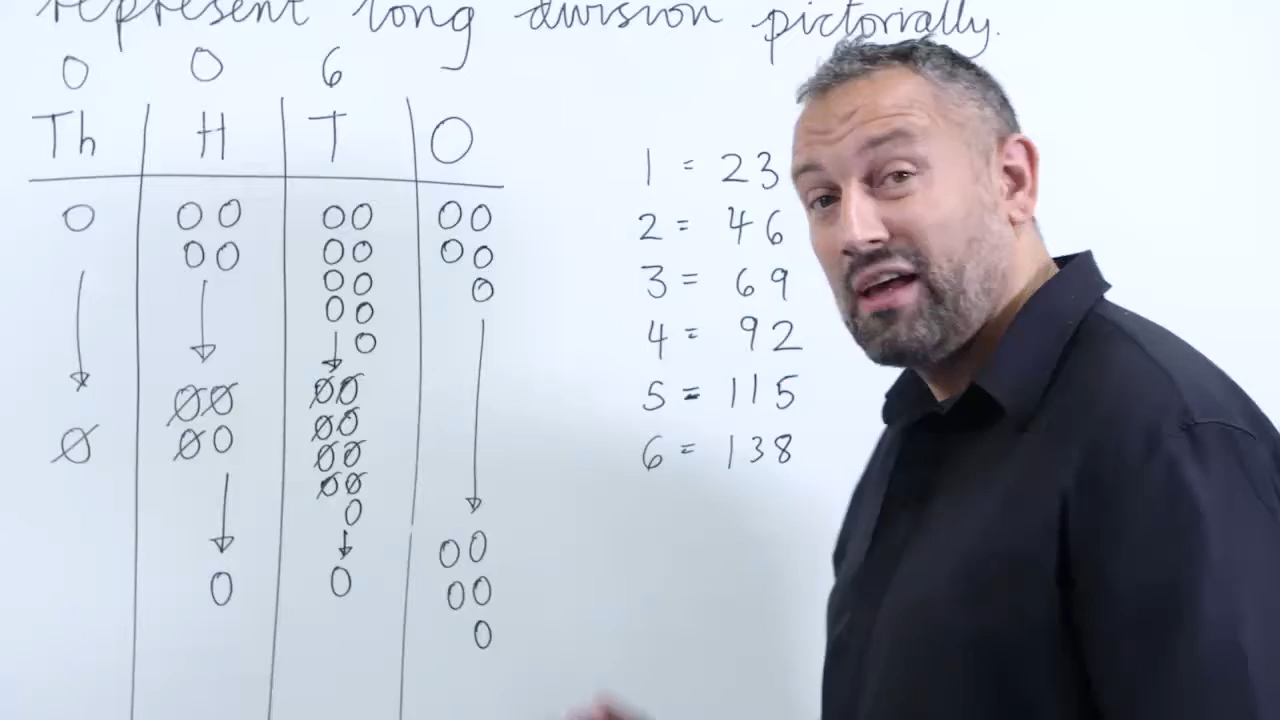 represent long division pictorially.
0 0 6
Th H T O
1 = 23
2 = 46
3 = 69
4 = 92
5 = 115
6 = 138